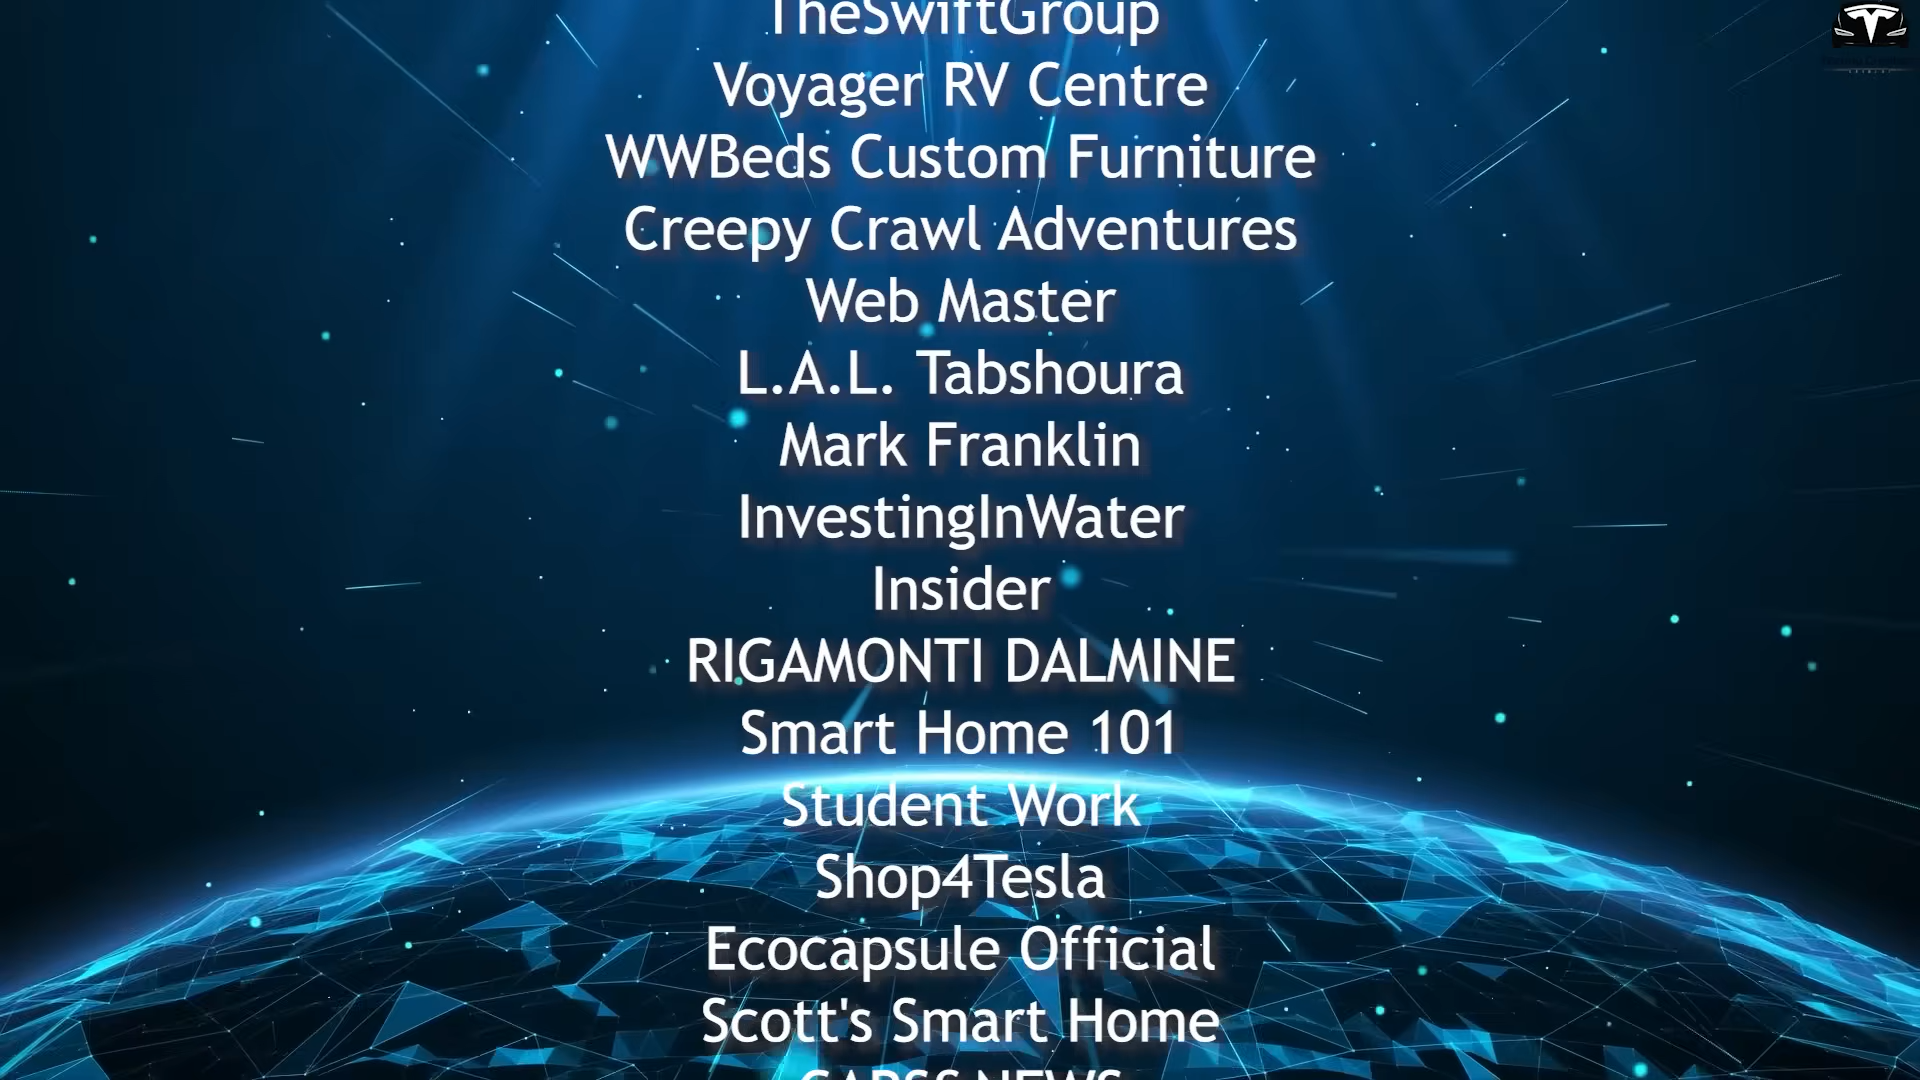 TheSwiftGroup
Voyager RV Centre
WWBeds Custom Furniture
Creepy Crawl Adventures
Web Master
L.A.L. Tabshoura
Mark Franklin
InvestingInWater
Insider
RIGAMONTI DALMINE
Smart Home 101
Student Work
Shop4Tesla
Ecocapsule Official
Scott's Smart Home